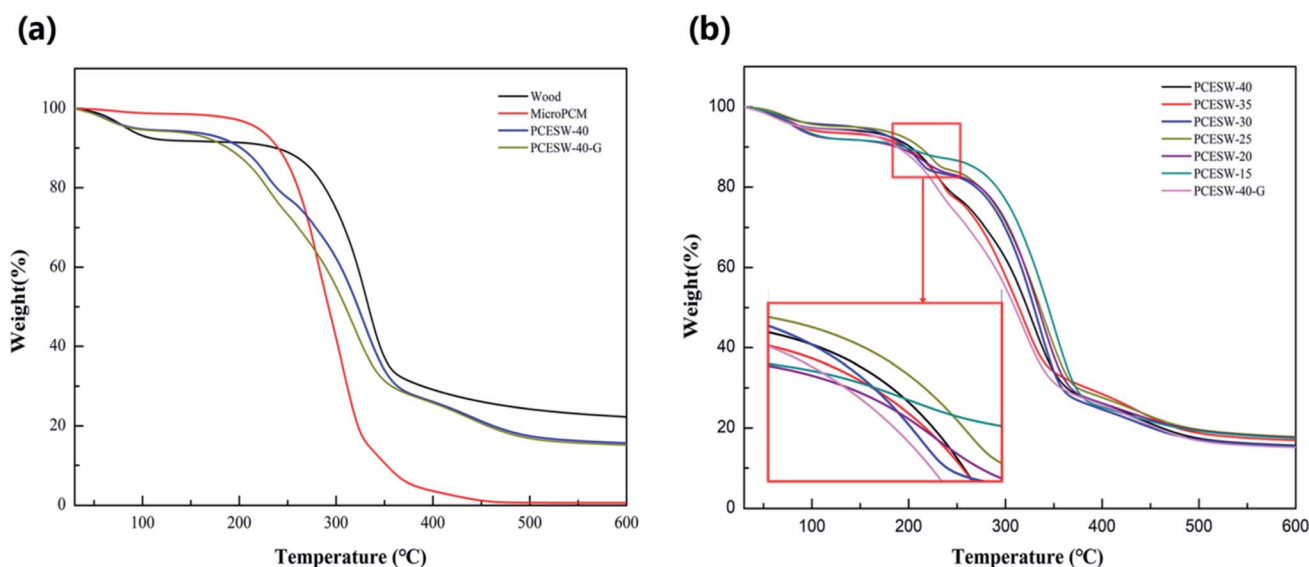 (a)
110
100
80
60
40
20
0
100
200
300
400
500
600
Weight(%)
Temperature (℃)
Wood
MicroPCM
PCESW-40
PCESW-40-G
(b)
110
100
80
60
40
20
0
100
200
300
400
500
600
Weight(%)
Temperature (℃)
PCESW-40
PCESW-35
PCESW-30
PCESW-25
PCESW-20
PCESW-15
PCESW-40-G